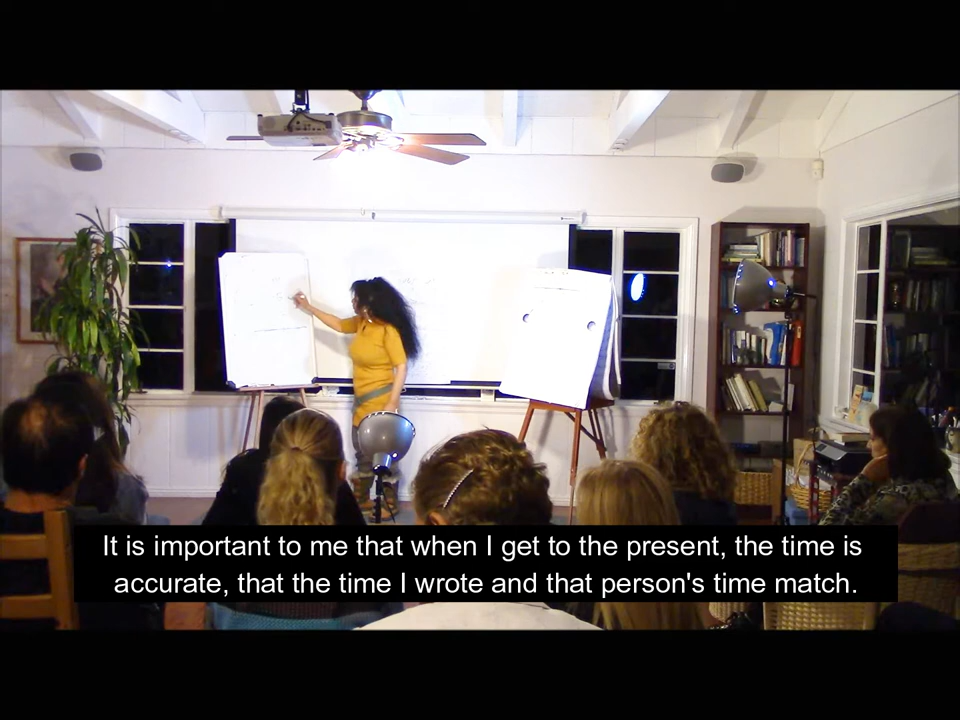 It is important to me that when I get to the present, the time is
accurate, that the time I wrote and that person's time match.